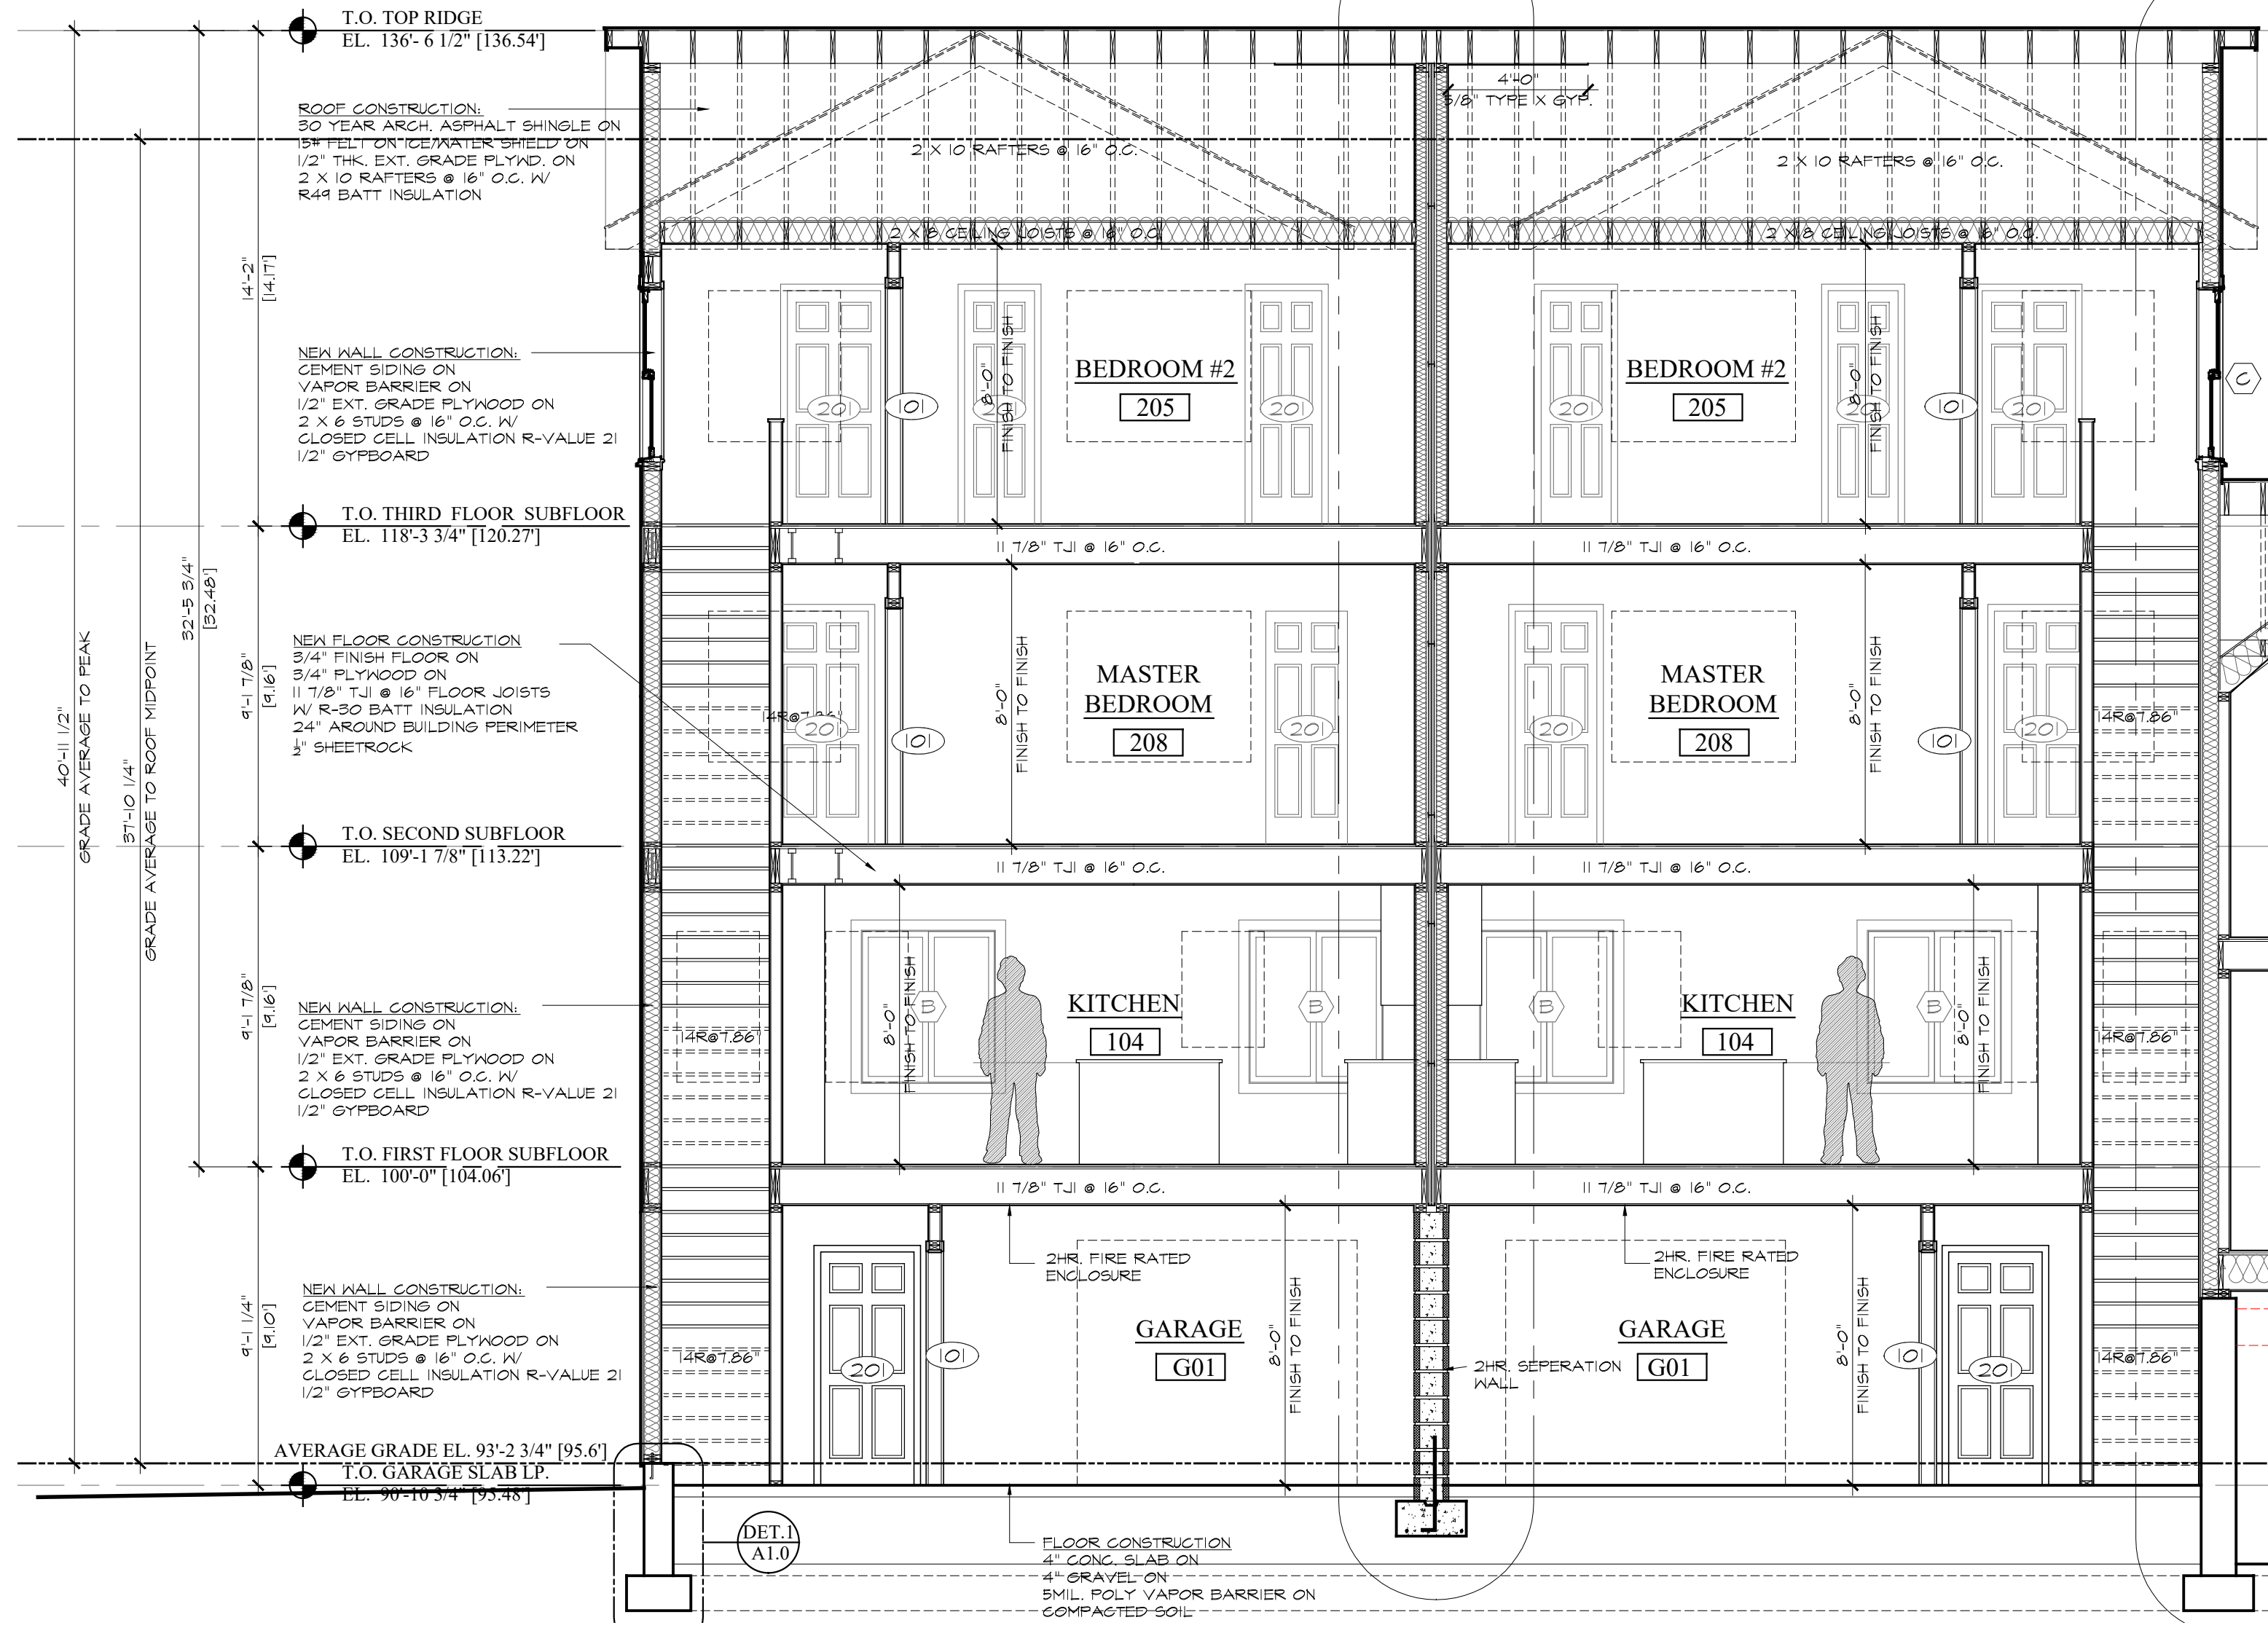 T.O. TOP RIDGE
EL. 136'- 6 1/2" [136.54']
ROOF CONSTRUCTION:
30 YEAR ARCH. ASPHALT SHINGLE ON
15# FELT ON ICE/WATER SHIELD ON
1/2" THK. EXT. GRADE PLYWD. ON
2 X 10 RAFTERS @ 16" O.C. W/
R49 BATT INSULATION
4'-0"
5/8" TYPE X GYP.
2 X 10 RAFTERS @ 16" O.C.
2 X 10 RAFTERS @ 16" O.C.
2 X 8 CEILING JOISTS @ 16" O.C.
2 X 8 CEILING JOISTS @ 16" O.C.
14'-2"
[14.17']
NEW WALL CONSTRUCTION:
CEMENT SIDING ON
VAPOR BARRIER ON
1/2" EXT. GRADE PLYWOOD ON
2 X 6 STUDS @ 16" O.C. W/
CLOSED CELL INSULATION R-VALUE 21
1/2" GYPBOARD
201
101
201
8'-0"
FINISH TO FINISH
BEDROOM #2
205
201
201
BEDROOM #2
205
201
8'-0"
FINISH TO FINISH
101
201
C
T.O. THIRD FLOOR SUBFLOOR
EL. 118'-3 3/4" [120.27']
11 7/8" TJI @ 16" O.C.
11 7/8" TJI @ 16" O.C.
40'-11 1/2"
GRADE AVERAGE TO PEAK
37'-10 1/4"
GRADE AVERAGE TO ROOF MIDPOINT
32'-5 3/4"
[32.48']
9'-1 7/8"
[9.16']
NEW FLOOR CONSTRUCTION
3/4" FINISH FLOOR ON
3/4" PLYWOOD ON
11 7/8" TJI @ 16" FLOOR JOISTS
W/ R-30 BATT INSULATION
24" AROUND BUILDING PERIMETER
½" SHEETROCK
14R@7.86"
201
101
8'-0"
FINISH TO FINISH
MASTER
BEDROOM
208
201
201
MASTER
BEDROOM
208
8'-0"
FINISH TO FINISH
101
201
14R@7.86"
T.O. SECOND SUBFLOOR
EL. 109'-1 7/8" [113.22']
11 7/8" TJI @ 16" O.C.
11 7/8" TJI @ 16" O.C.
9'-1 7/8"
[9.16']
NEW WALL CONSTRUCTION:
CEMENT SIDING ON
VAPOR BARRIER ON
1/2" EXT. GRADE PLYWOOD ON
2 X 6 STUDS @ 16" O.C. W/
CLOSED CELL INSULATION R-VALUE 21
1/2" GYPBOARD
14R@7.86"
8'-0"
FINISH TO FINISH
B
KITCHEN
104
B
B
KITCHEN
104
B
8'-0"
FINISH TO FINISH
14R@7.86"
T.O. FIRST FLOOR SUBFLOOR
EL. 100'-0" [104.06']
11 7/8" TJI @ 16" O.C.
11 7/8" TJI @ 16" O.C.
9'-1 1/4"
[9.10']
NEW WALL CONSTRUCTION:
CEMENT SIDING ON
VAPOR BARRIER ON
1/2" EXT. GRADE PLYWOOD ON
2 X 6 STUDS @ 16" O.C. W/
CLOSED CELL INSULATION R-VALUE 21
1/2" GYPBOARD
14R@7.86"
201
101
2HR. FIRE RATED
ENCLOSURE
GARAGE
G01
8'-0"
FINISH TO FINISH
2HR. SEPERATION
WALL
2HR. FIRE RATED
ENCLOSURE
GARAGE
G01
8'-0"
FINISH TO FINISH
101
201
14R@7.86"
AVERAGE GRADE EL. 93'-2 3/4" [95.6']
T.O. GARAGE SLAB LP.
EL. 90'-10 3/4" [95.48']
DET.1
A1.0
FLOOR CONSTRUCTION
4" CONC. SLAB ON
4" GRAVEL ON
5MIL. POLY VAPOR BARRIER ON
COMPACTED SOIL